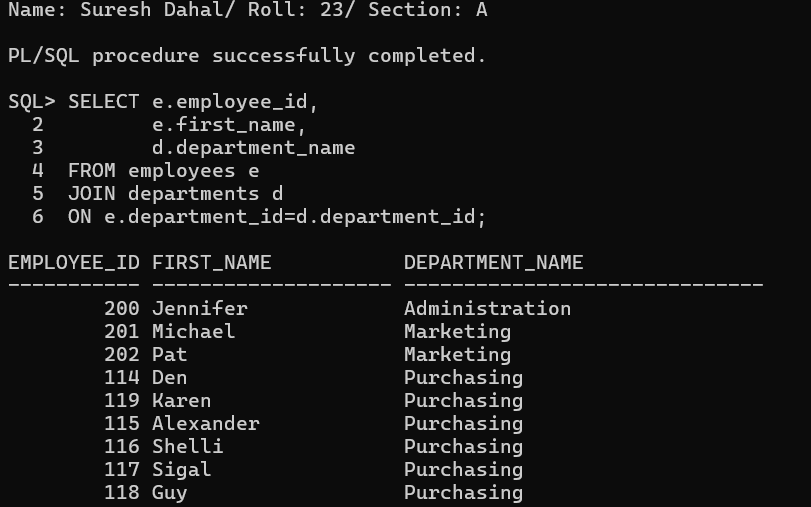 Name: Suresh Dahal/ Roll: 23/ Section: A
PL/SQL procedure successfully completed.
SQL> SELECT e.employee_id,
  2         e.first_name,
  3         d.department_name
  4  FROM employees e
  5  JOIN departments d
  6  ON e.department_id=d.department_id;
EMPLOYEE_ID FIRST_NAME           DEPARTMENT_NAME
----------- -------------------- ------------------------------
        200 Jennifer             Administration
        201 Michael              Marketing
        202 Pat                  Marketing
        114 Den                  Purchasing
        119 Karen                Purchasing
        115 Alexander            Purchasing
        116 Shelli               Purchasing
        117 Sigal                Purchasing
        118 Guy                  Purchasing